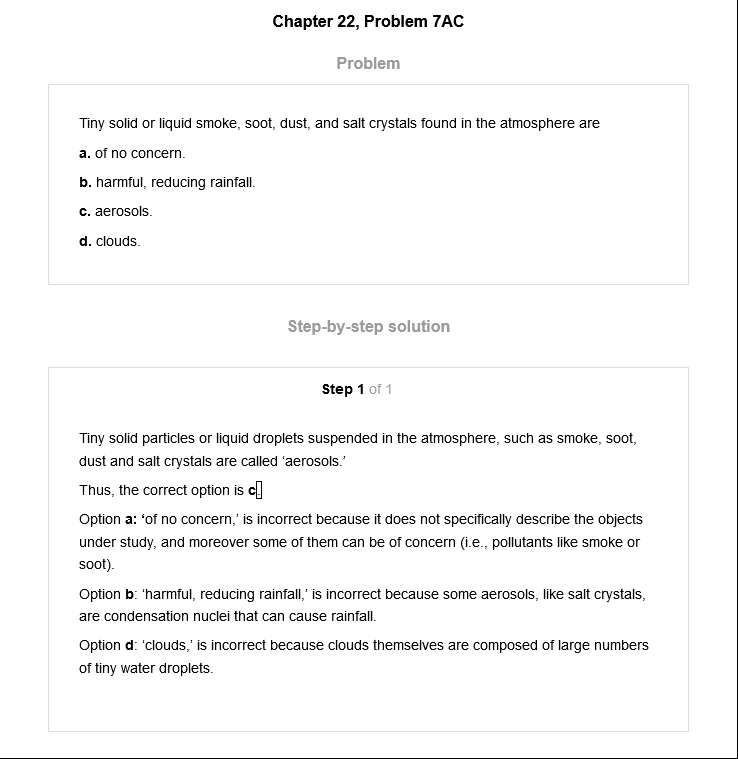 Chapter 22, Problem 7AC
Problem
Tiny solid or liquid smoke, soot, dust, and salt crystals found in the atmosphere are
a. of no concern.
b. harmful, reducing rainfall.
c. aerosols.
d. clouds.
Step-by-step solution
Step 1 of 1
Tiny solid particles or liquid droplets suspended in the atmosphere, such as smoke, soot,
dust and salt crystals are called ‘aerosols.’
Thus, the correct option is c.
Option a: ‘of no concern,’ is incorrect because it does not specifically describe the objects
under study, and moreover some of them can be of concern (i.e., pollutants like smoke or
soot).
Option b: ‘harmful, reducing rainfall,’ is incorrect because some aerosols, like salt crystals,
are condensation nuclei that can cause rainfall.
Option d: ‘clouds,’ is incorrect because clouds themselves are composed of large numbers
of tiny water droplets.